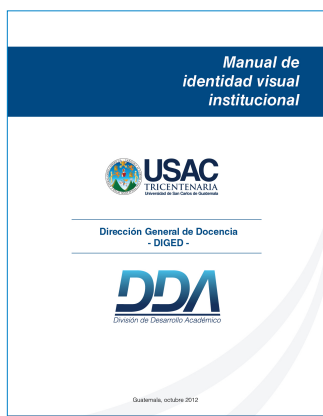 Manual de
identidad visual
institucional
USAC
TRICENTENARIA
Universidad de San Carlos de Guatemala
Dirección General de Docencia
- DIGED -
DDA
División de Desarrollo Académico
Guatemala, octubre 2012